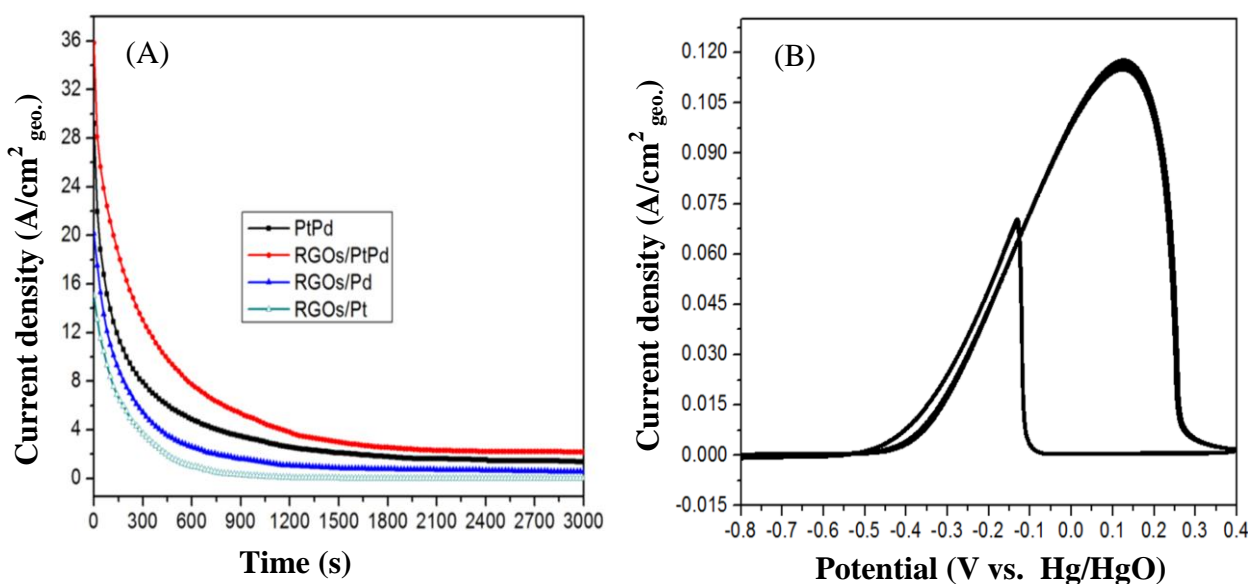 (A)
Current density (A/cm² geo.)
36
32
28
24
20
16
12
8
4
0
PtPd
RGOs/PtPd
RGOs/Pd
RGOs/Pt
0 300 600 900 1200 1500 1800 2100 2400 2700 3000
Time (s)
(B)
Current density (A/cm² geo.)
0.120
0.105
0.090
0.075
0.060
0.045
0.030
0.015
0.000
-0.015
-0.8 -0.7 -0.6 -0.5 -0.4 -0.3 -0.2 -0.1 0.0 0.1 0.2 0.3 0.4
Potential (V vs. Hg/HgO)